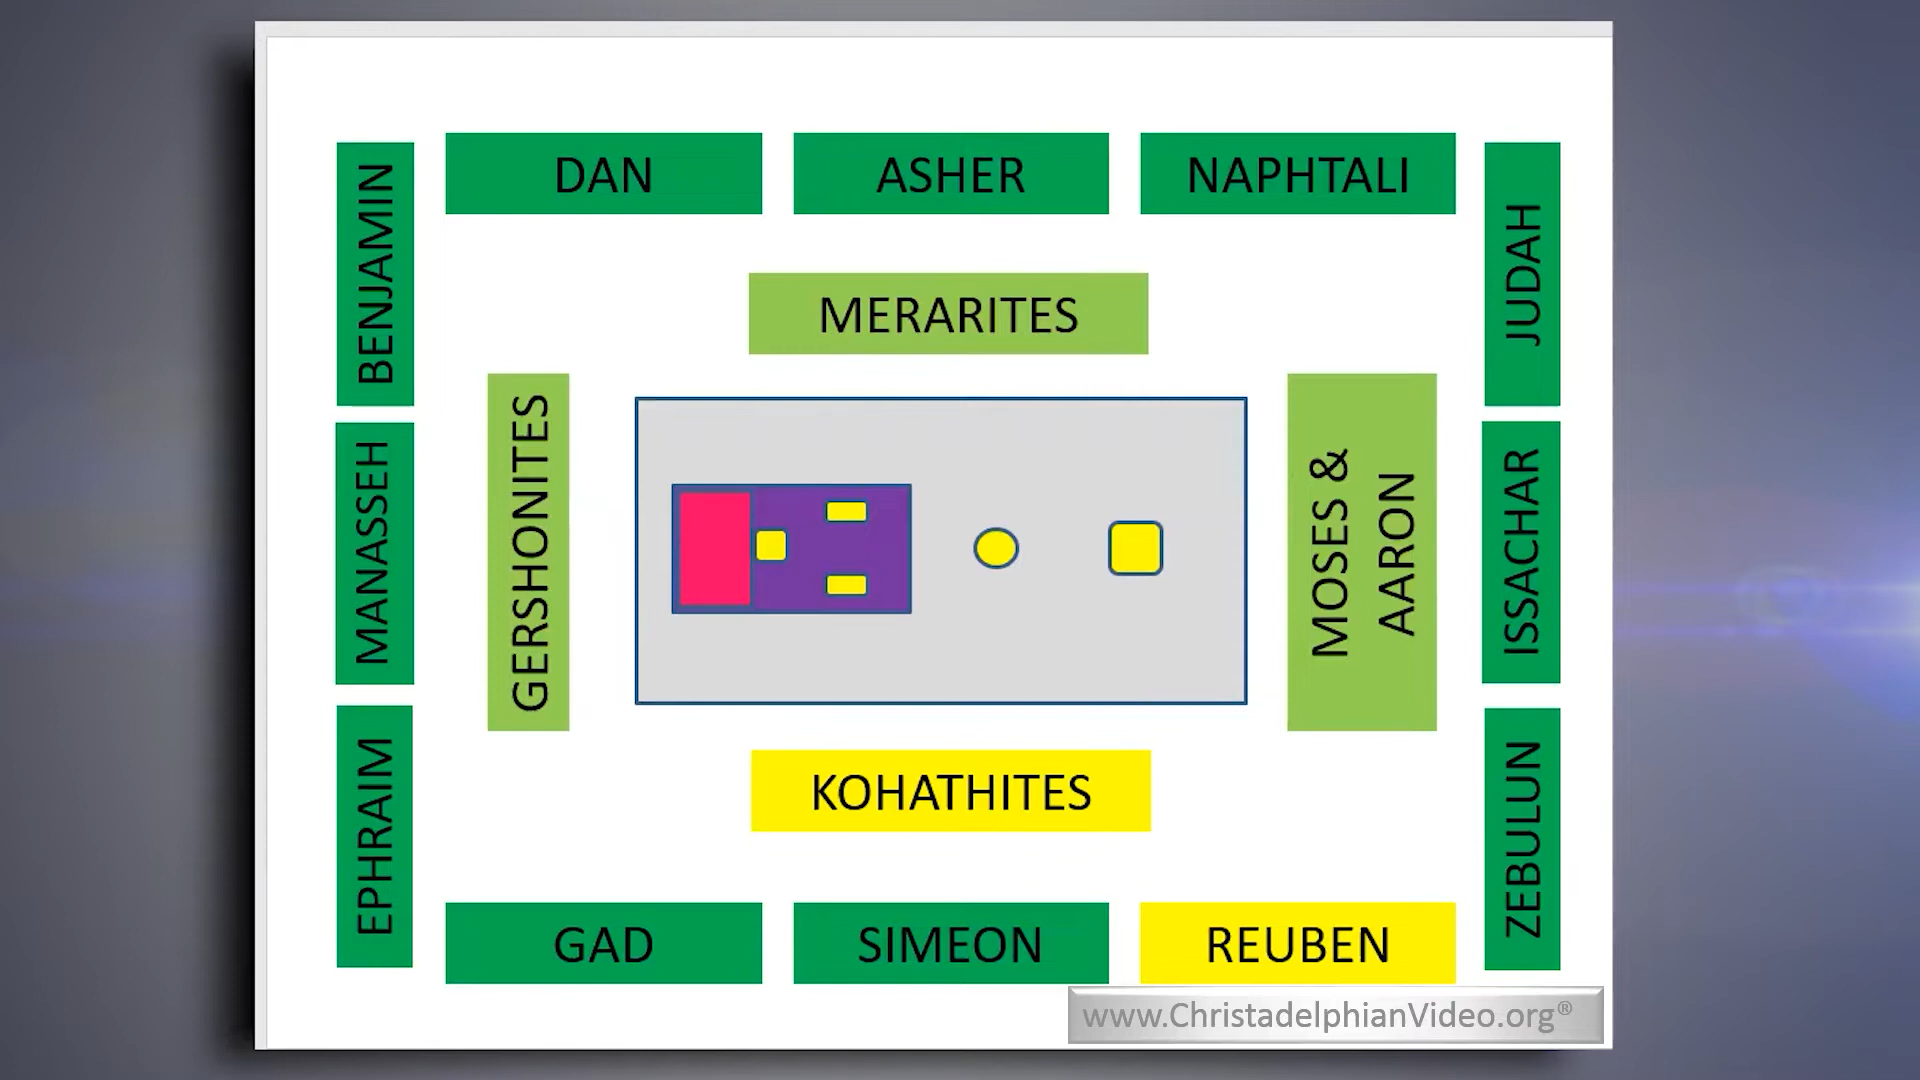 DAN
ASHER
NAPHTALI
BENJAMIN
JUDAH
MERARITES
MANASSEH
GERSHONITES
MOSES &
AARON
ISSACHAR
EPHRAIM
KOHATHITES
ZEBULUN
GAD
SIMEON
REUBEN
www.ChristadelphianVideo.org®